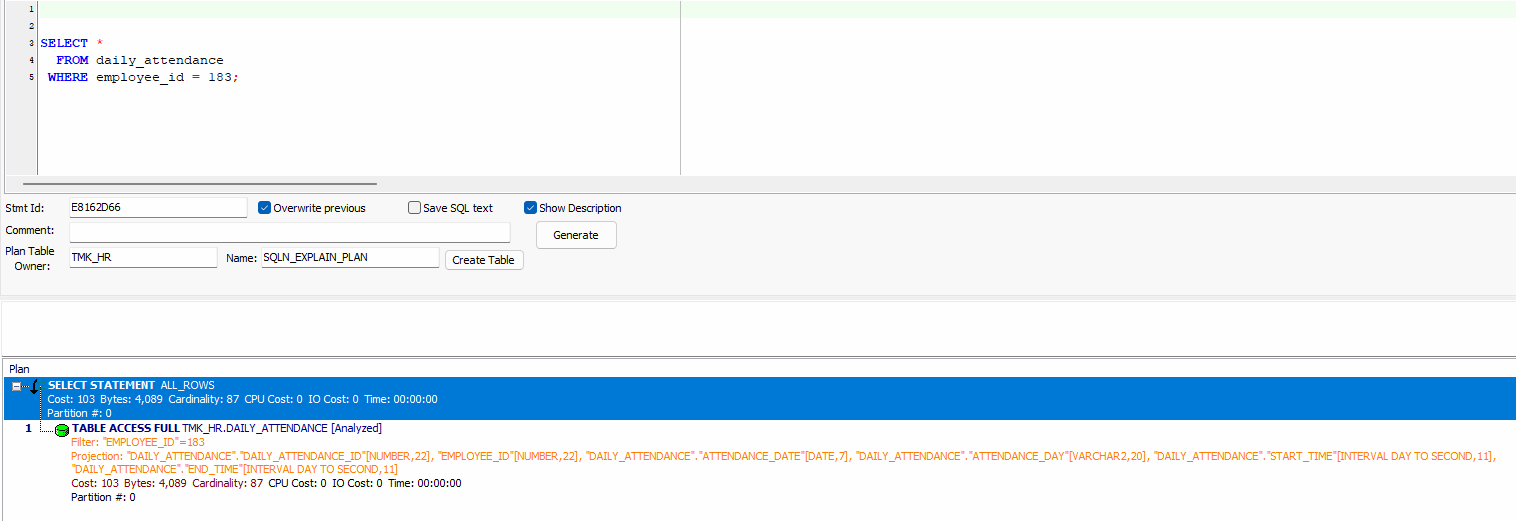 1
2
3 SELECT *
4 FROM daily_attendance
5 WHERE employee_id = 183;
Stmt Id: E8162D66 Overwrite previous Save SQL text Show Description
Comment: Generate
Plan Table
Owner: TMK_HR Name: SQLN_EXPLAIN_PLAN Create Table
Plan
SELECT STATEMENT ALL_ROWS
Cost: 103 Bytes: 4,089 Cardinality: 87 CPU Cost: 0 IO Cost: 0 Time: 00:00:00
Partition #: 0
1 TABLE ACCESS FULL TMK_HR.DAILY_ATTENDANCE [Analyzed]
Filter: "EMPLOYEE_ID"=183
Projection: "DAILY_ATTENDANCE"."DAILY_ATTENDANCE_ID"[NUMBER,22], "EMPLOYEE_ID"[NUMBER,22], "DAILY_ATTENDANCE"."ATTENDANCE_DATE"[DATE,7], "DAILY_ATTENDANCE"."ATTENDANCE_DAY"[VARCHAR2,20], "DAILY_ATTENDANCE"."START_TIME"[INTERVAL DAY TO SECOND,11],
"DAILY_ATTENDANCE"."END_TIME"[INTERVAL DAY TO SECOND,11]
Cost: 103 Bytes: 4,089 Cardinality: 87 CPU Cost: 0 IO Cost: 0 Time: 00:00:00
Partition #: 0